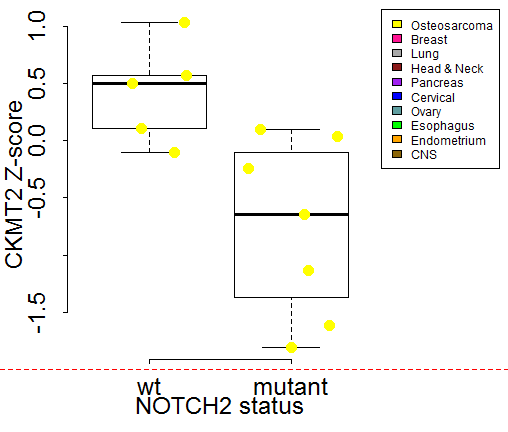 CKMT2 Z-score
1.0
0.5
0.0
-0.5
-1.5
wt
mutant
NOTCH2 status
Osteosarcoma
Breast
Lung
Head & Neck
Pancreas
Cervical
Ovary
Esophagus
Endometrium
CNS